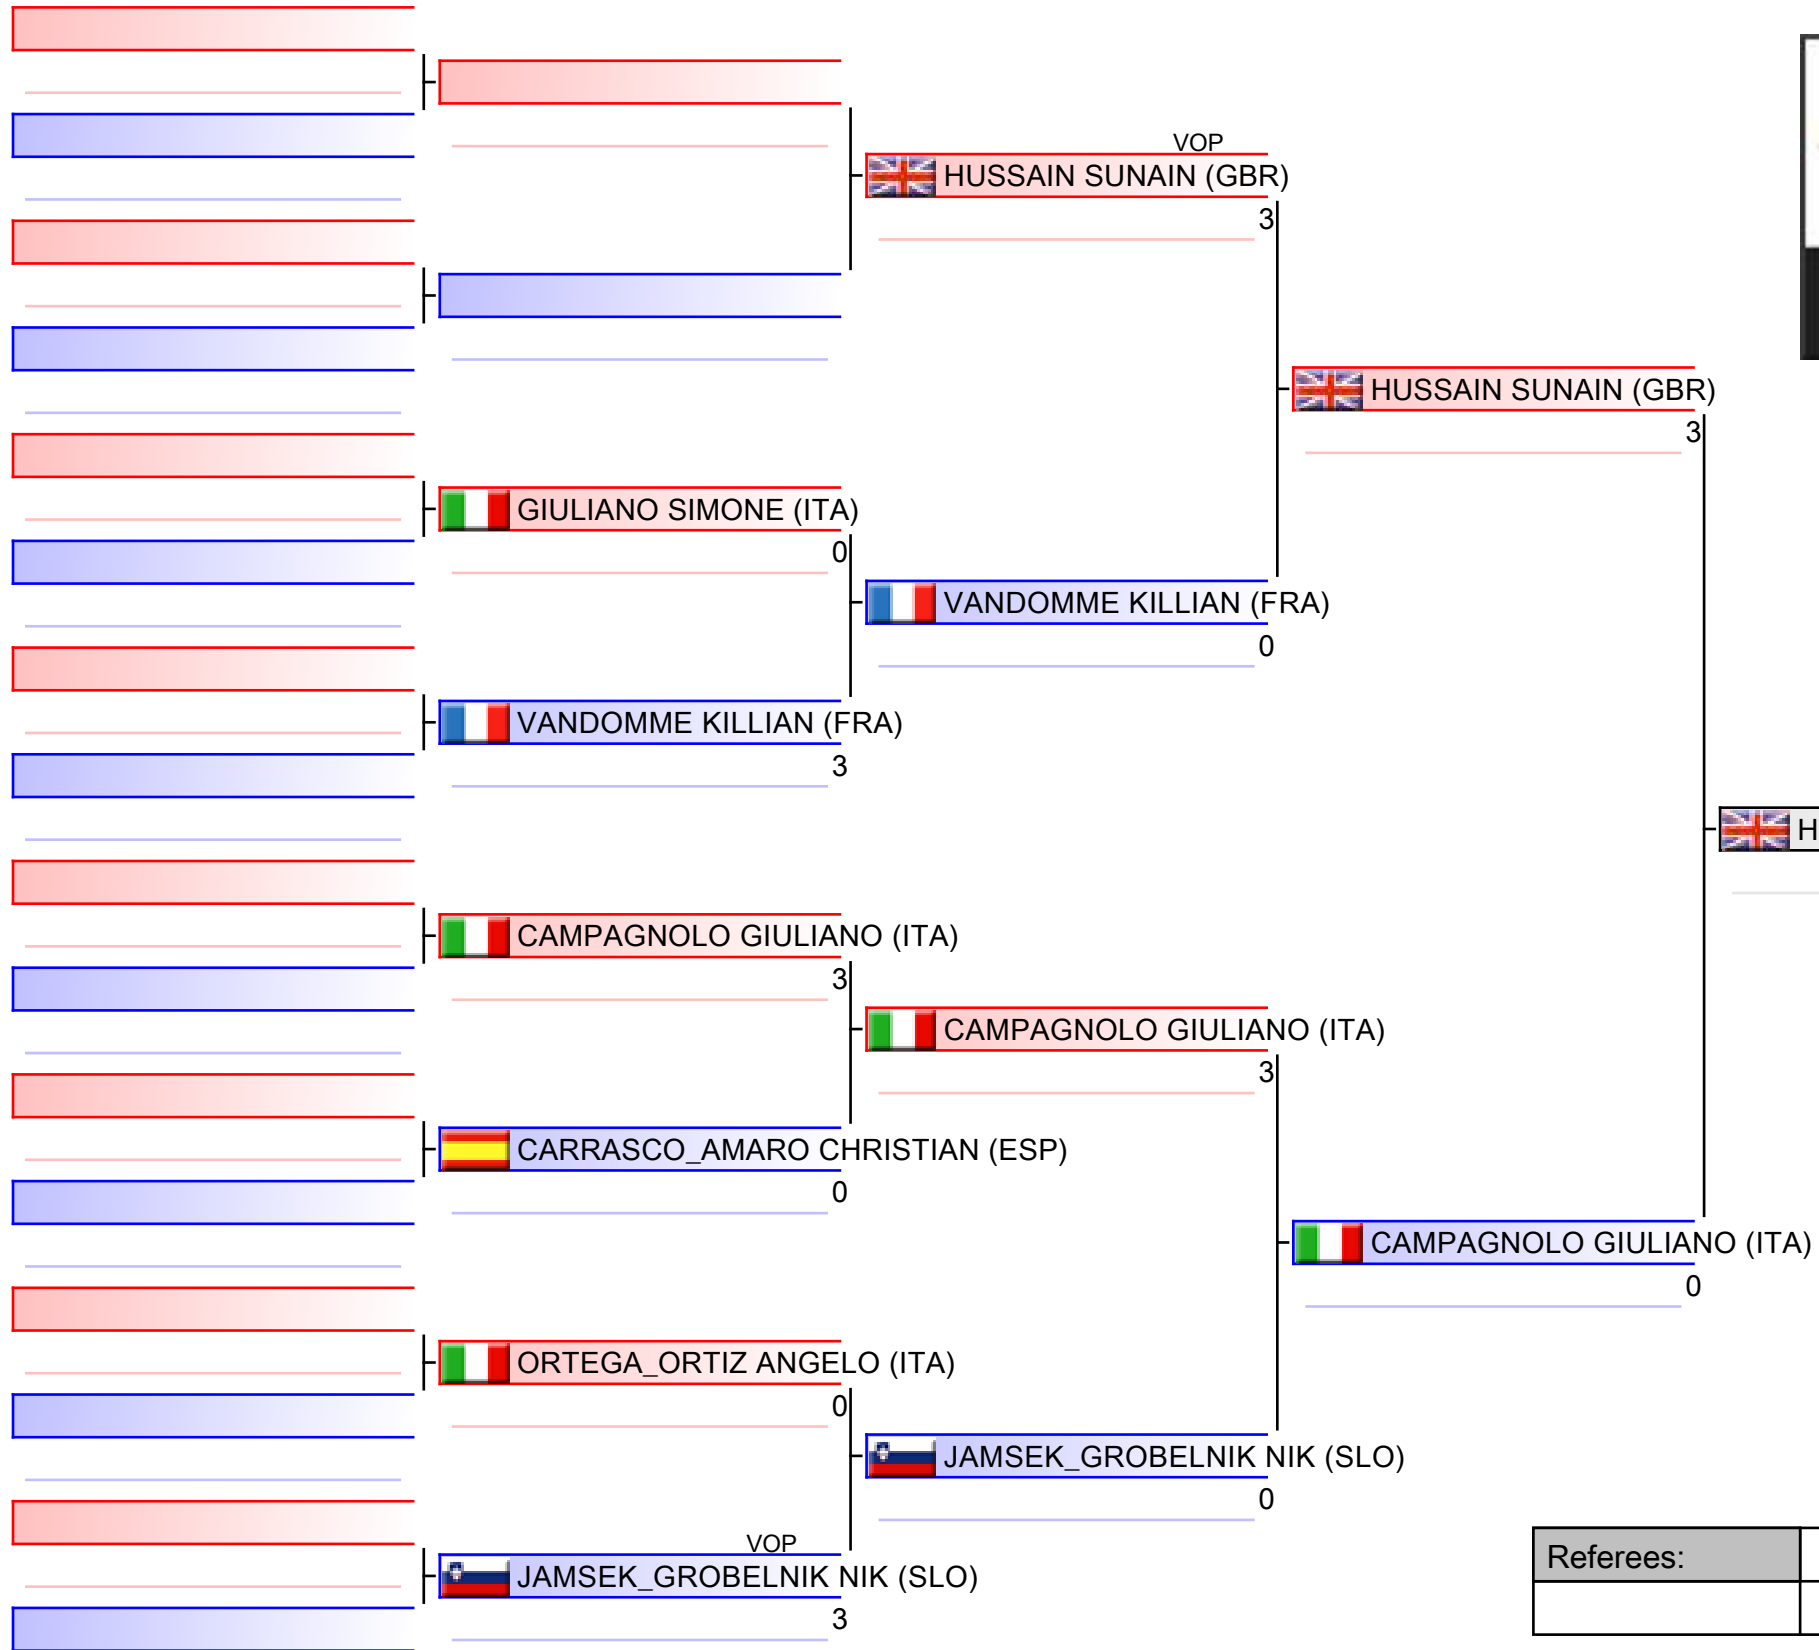 VOP
HUSSAIN SUNAIN (GBR)
3
HUSSAIN SUNAIN (GBR)
3
GIULIANO SIMONE (ITA)
0
VANDOMME KILLIAN (FRA)
0
VANDOMME KILLIAN (FRA)
3
H
CAMPAGNOLO GIULIANO (ITA)
3
CAMPAGNOLO GIULIANO (ITA)
3
CARRASCO_AMARO CHRISTIAN (ESP)
0
CAMPAGNOLO GIULIANO (ITA)
0
ORTEGA_ORTIZ ANGELO (ITA)
0
JAMSEK_GROBELNIK NIK (SLO)
0
VOP
JAMSEK_GROBELNIK NIK (SLO)
3
Referees: